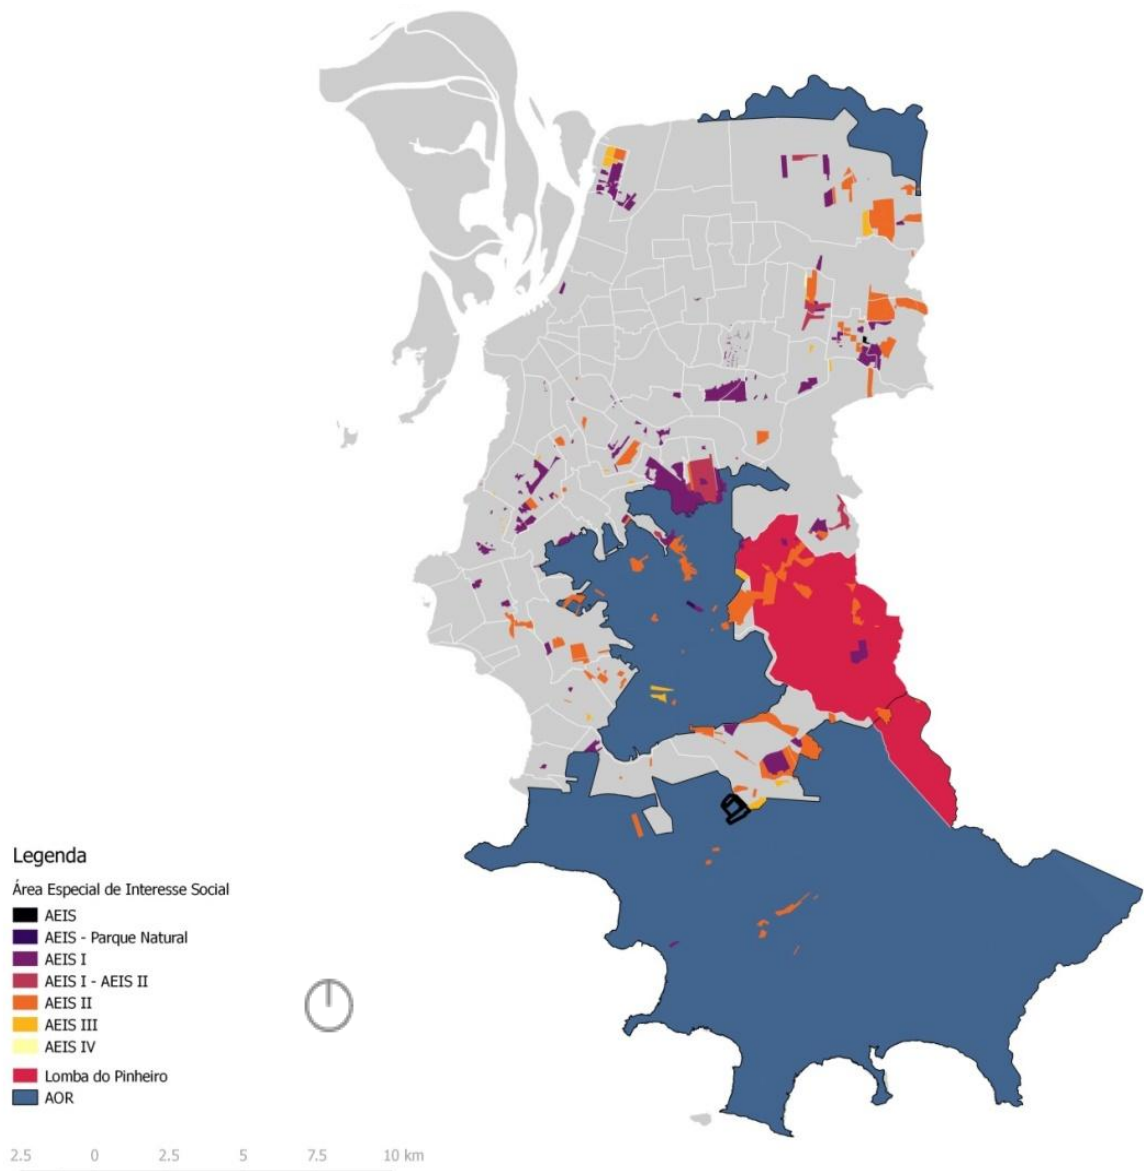 Legenda
Área Especial de Interesse Social
AEIS
AEIS - Parque Natural
AEIS I
AEIS I - AEIS II
AEIS II
AEIS III
AEIS IV
Lomba do Pinheiro
AOR
2.5 0 2.5 5 7.5 10 km